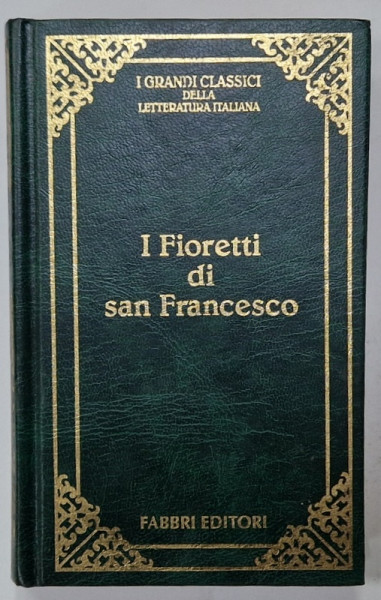 I GRANDI CLASSICI
DELLA
LETTERATURA ITALIANA
I Fioretti
di
san Francesco
FABBRI EDITORI